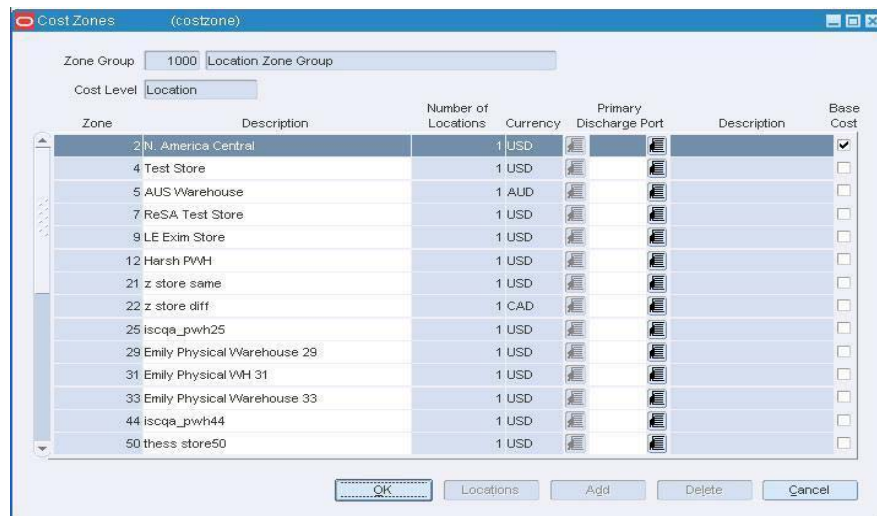 Cost Zones (costzone)
Zone Group 1000 Location Zone Group
Cost Level Location
Number of Primary Base
Zone Description Locations Currency Discharge Port Description Cost
2 N. America Central 1 USD
4 Test Store 1 USD
5 AUS Warehouse 1 AUD
7 ReSA Test Store 1 USD
9 LE Exim Store 1 USD
12 Harsh PWH 1 USD
21 z store same 1 USD
22 z store diff 1 CAD
25 iscqa_pwh25 1 USD
29 Emily Physical Warehouse 29 1 USD
31 Emily Physical WH 31 1 USD
33 Emily Physical Warehouse 33 1 USD
44 iscqa_pwh44 1 USD
50 thess store50 1 USD
OK Locations Add Delete Cancel